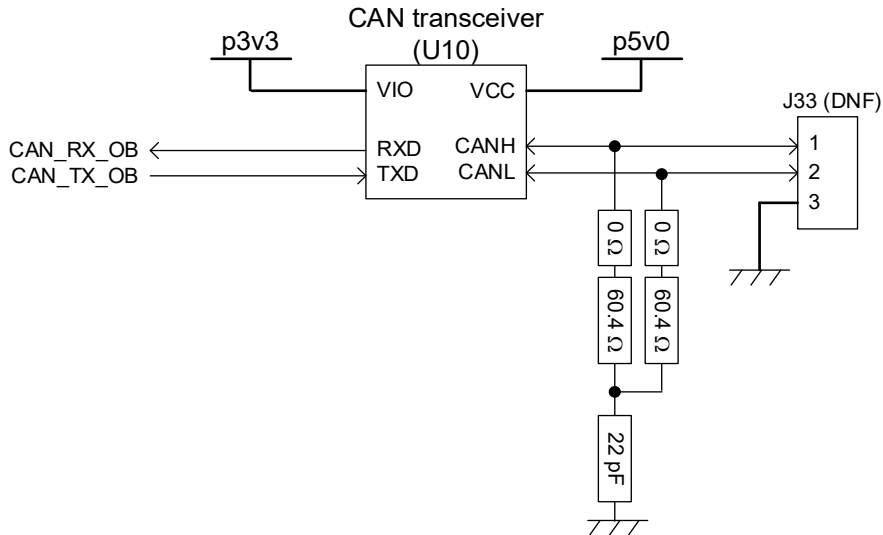 CAN transceiver
(U10)
p3v3
p5v0
VIO
VCC
J33 (DNF)
CAN_RX_OB
RXD
CANH
1
CAN_TX_OB
TXD
CANL
2
3
0 Ω
0 Ω
60.4 Ω
60.4 Ω
22 pF